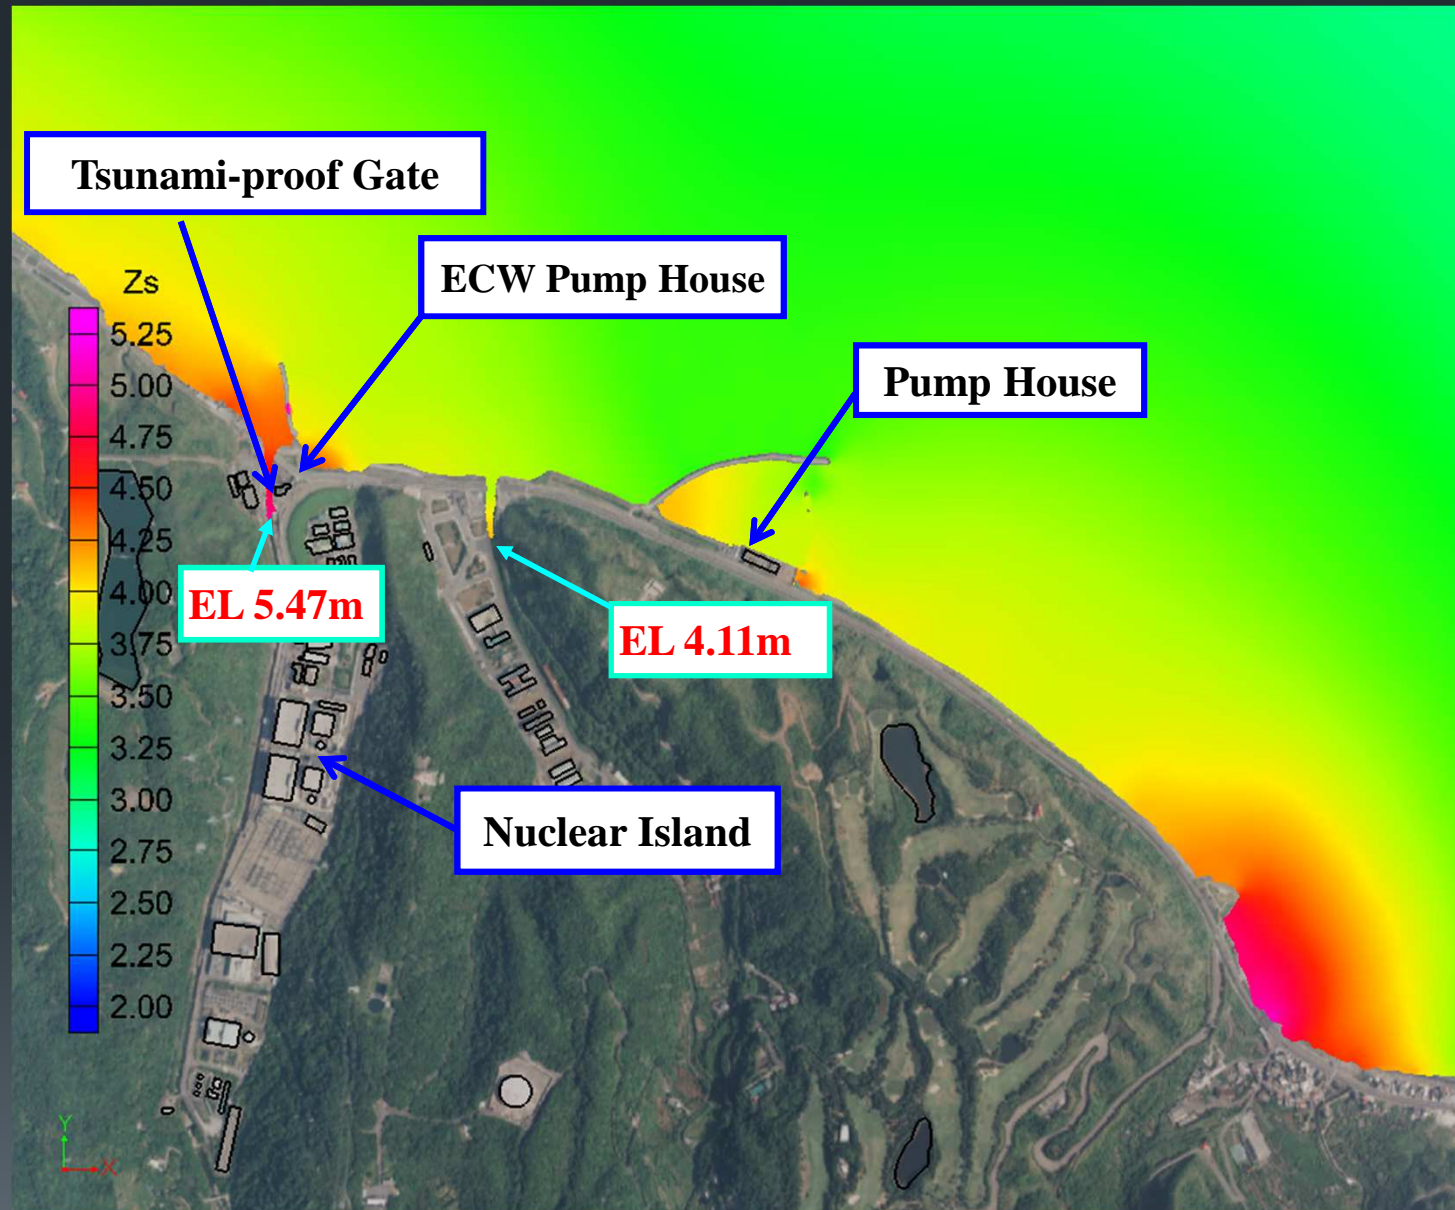 Tsunami-proof Gate
ECW Pump House
Zs
5.25
Pump House
5.00
4.75
4.50
4.25
4.00
EL 5.47m
EL 4.11m
3.75
3.50
3.25
3.00
Nuclear Island
2.75
2.50
2.25
2.00
Y
X